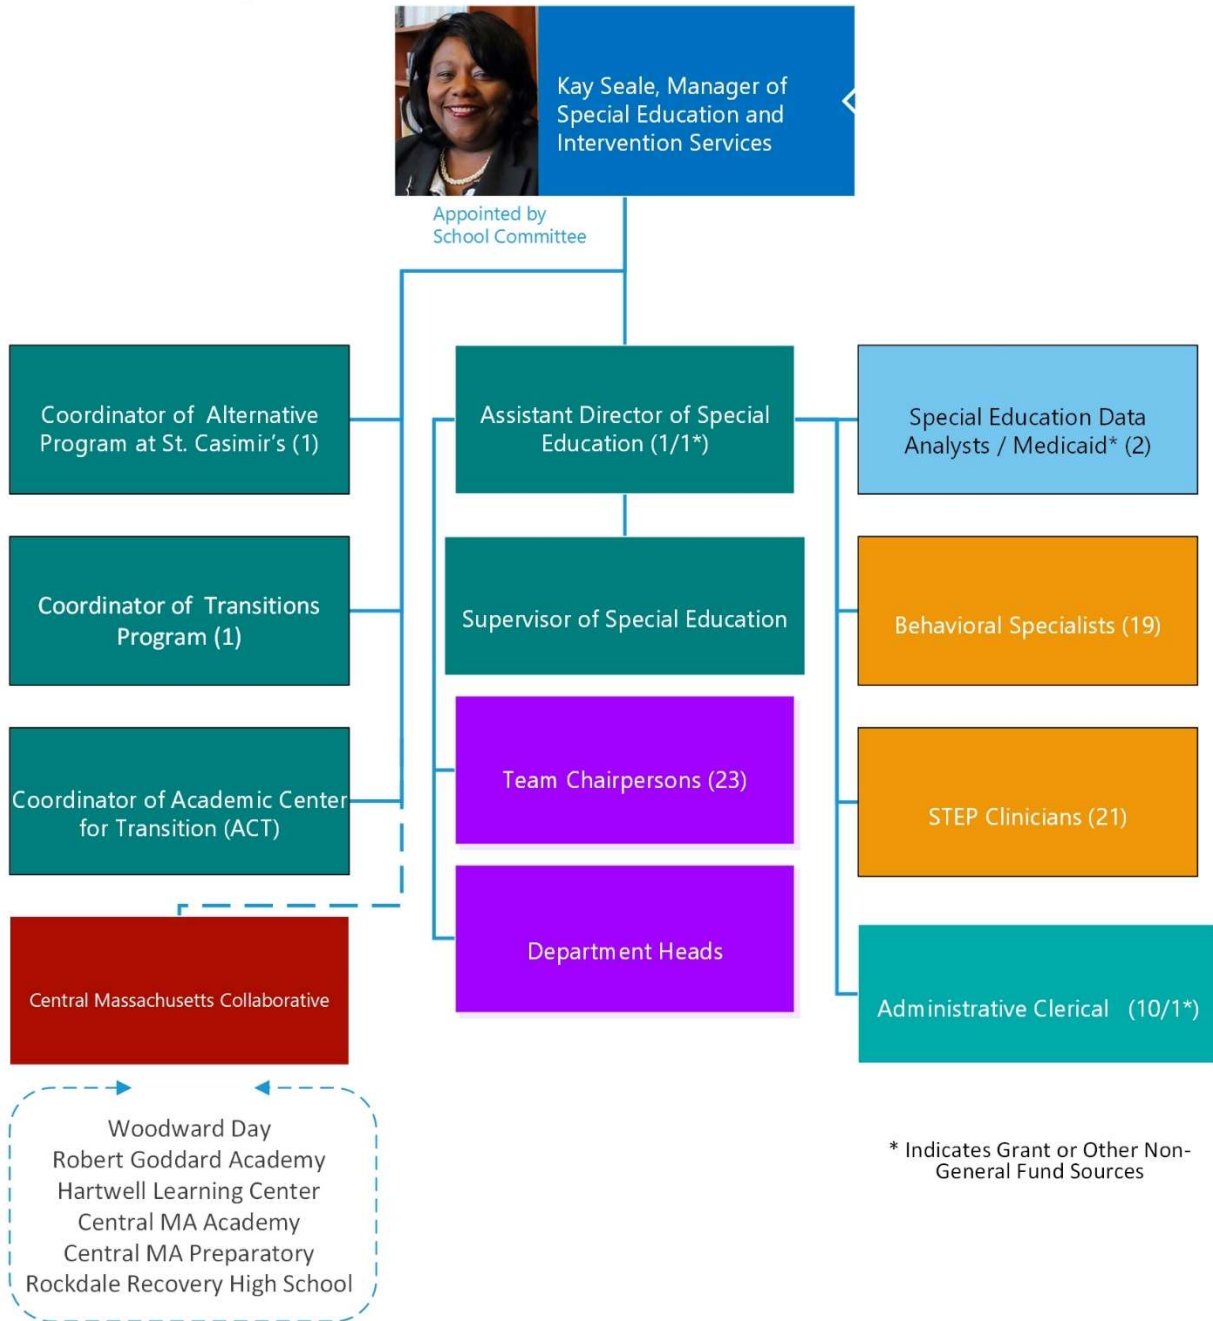 Kay Seale, Manager of
Special Education and
Intervention Services
Appointed by
School Committee
Coordinator of Alternative
Program at St. Casimir's (1)
Assistant Director of Special
Education (1/1*)
Special Education Data
Analysts / Medicaid* (2)
Coordinator of Transitions
Program (1)
Supervisor of Special Education
Behavioral Specialists (19)
Coordinator of Academic Center
for Transition (ACT)
Team Chairpersons (23)
STEP Clinicians (21)
Central Massachusetts Collaborative
Department Heads
Administrative Clerical (10/1*)
Woodward Day
Robert Goddard Academy
Hartwell Learning Center
Central MA Academy
Central MA Preparatory
Rockdale Recovery High School
* Indicates Grant or Other Non-
General Fund Sources